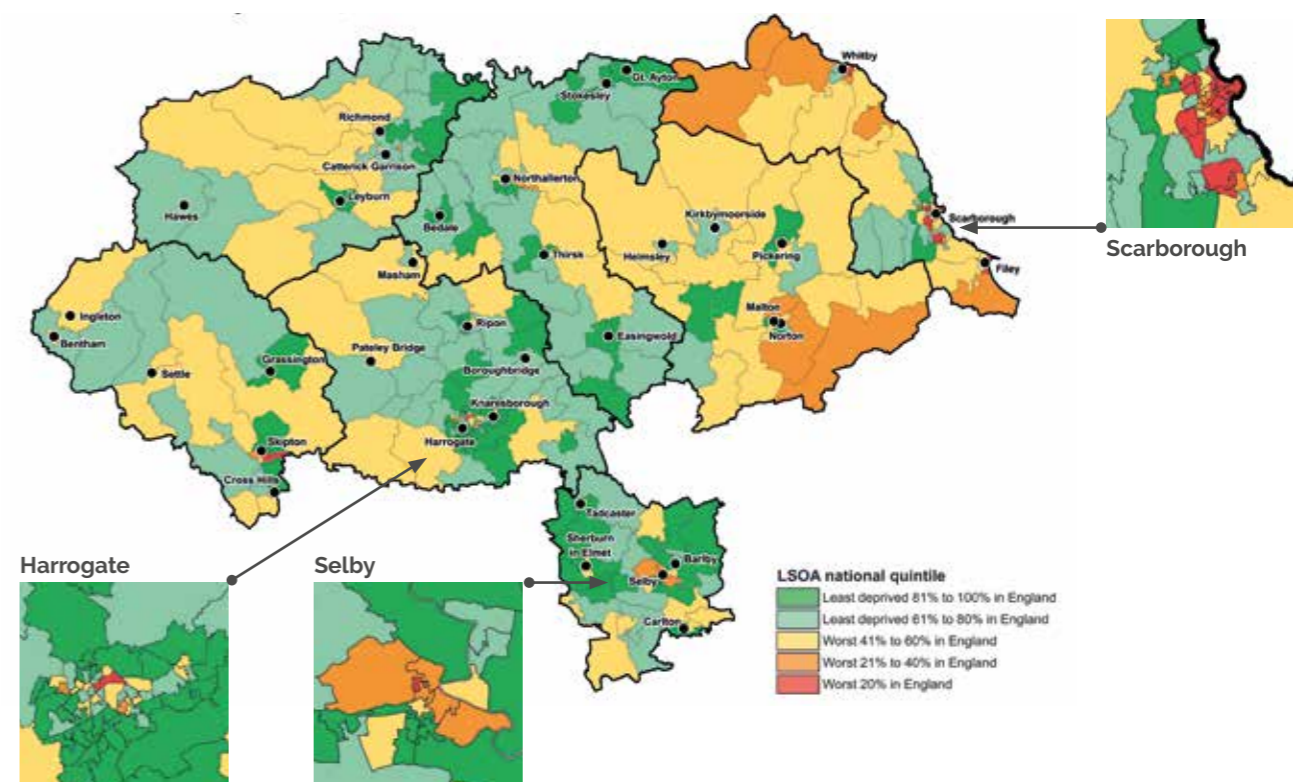 Whitby
Gt. Ayton
Stokesley
Richmond
Catterick Garrison
Northallerton
Leyburn
Hawes
Bedale
Kirkbymoorside
Scarborough
Scarborough
Helmsley
Pickering
Thirsk
Masham
Filey
Ingleton
Bentham
Malton
Norton
Ripon
Easingwold
Pateley Bridge
Grassington
Boroughbridge
Settle
Knaresborough
Harrogate
Skipton
Cross Hills
Tadcaster
Harrogate
Selby
Sherburn
in Elmet
Barlby
Selby
Carlton
LSOA national quintile
Least deprived 81% to 100% in England
Least deprived 61% to 80% in England
Worst 41% to 60% in England
Worst 21% to 40% in England
Worst 20% in England